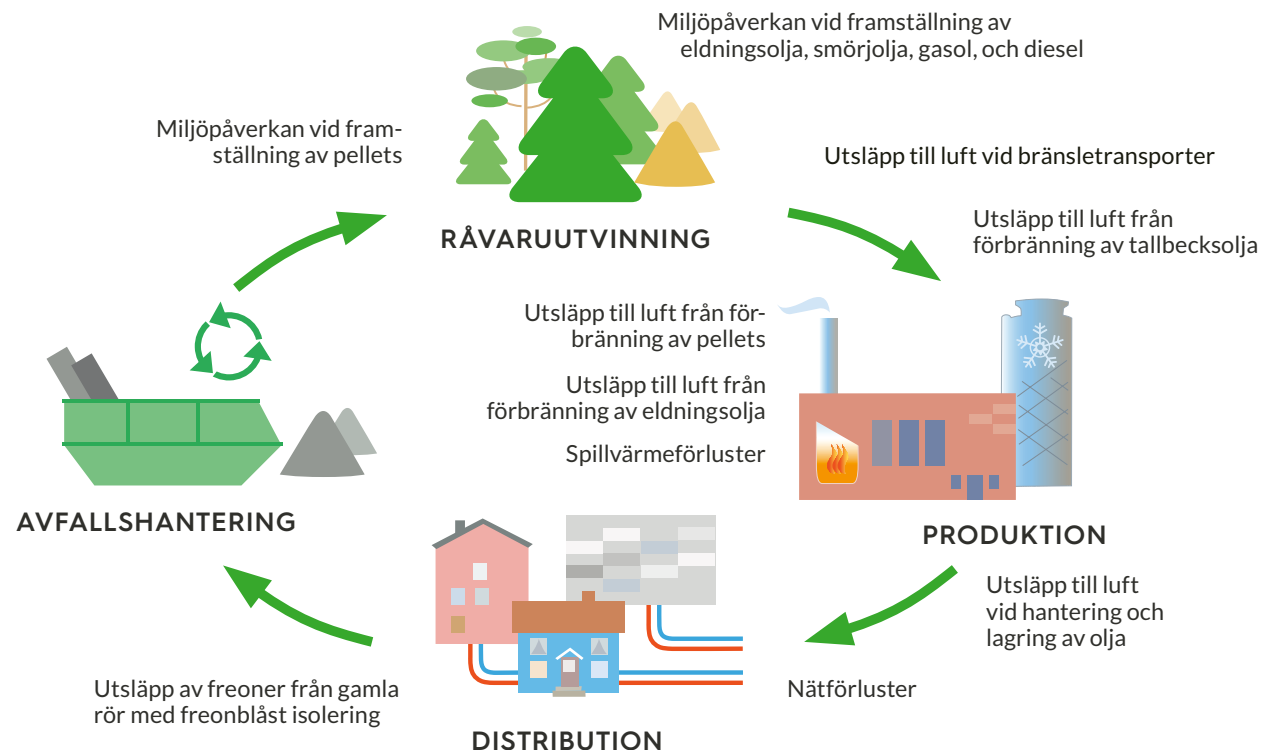 Miljöpåverkan vid framställning av
eldningsolja, smörjolja, gasol, och diesel
Miljöpåverkan vid fram-
ställning av pellets
Utsläpp till luft vid bränsletransporter
RÅVARUUTVINNING
Utsläpp till luft från
förbränning av tallbecksolja
Utsläpp till luft från för-
bränning av pellets
Utsläpp till luft från
förbränning av eldningsolja
Spillvärmeförluster
AVFALLSHANTERING
PRODUKTION
Utsläpp till luft
vid hantering och
lagring av olja
Utsläpp av freoner från gamla
rör med freonblåst isolering
Nätförluster
DISTRIBUTION